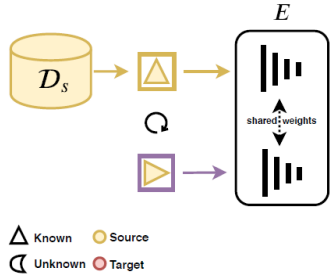 E
𝒟ₛ
shared weights
Known Source
Unknown Target